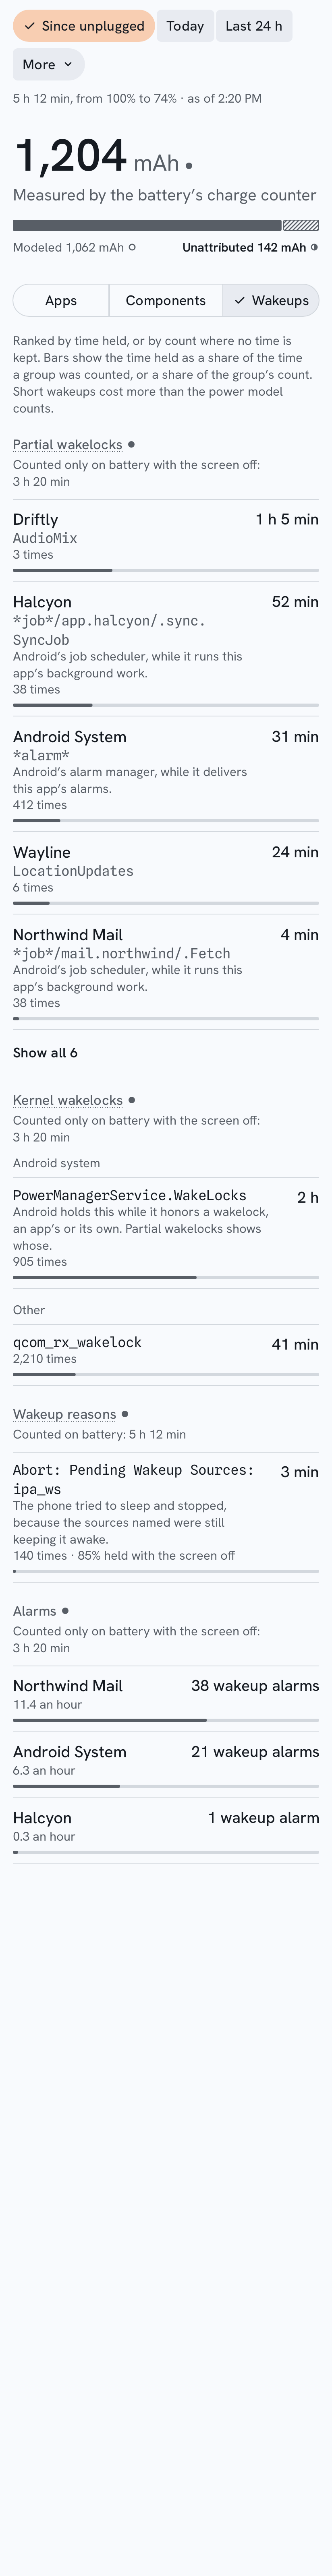 Since unplugged
Today
Last 24 h
More
5 h 12 min, from 100% to 74% · as of 2:20 PM
1,204 mAh
Measured by the battery’s charge counter
Modeled 1,062 mAh
Unattributed 142 mAh
Apps
Components
Wakeups
Ranked by time held, or by count where no time is
kept. Bars show the time held as a share of the time
a group was counted, or a share of the group’s count.
Short wakeups cost more than the power model
counts.
Partial wakelocks
Counted only on battery with the screen off:
3 h 20 min
Driftly
1 h 5 min
AudioMix
3 times
Halcyon
52 min
*job*/app.halcyon/.sync.
SyncJob
Android’s job scheduler, while it runs this
app’s background work.
38 times
Android System
31 min
*alarm*
Android’s alarm manager, while it delivers
this app’s alarms.
412 times
Wayline
24 min
LocationUpdates
6 times
Northwind Mail
4 min
*job*/mail.northwind/.Fetch
Android’s job scheduler, while it runs this
app’s background work.
38 times
Show all 6
Kernel wakelocks
Counted only on battery with the screen off:
3 h 20 min
Android system
PowerManagerService.WakeLocks
2 h
Android holds this while it honors a wakelock,
an app’s or its own. Partial wakelocks shows
whose.
905 times
Other
qcom_rx_wakelock
41 min
2,210 times
Wakeup reasons
Counted on battery: 5 h 12 min
Abort: Pending Wakeup Sources:
ipa_ws
3 min
The phone tried to sleep and stopped,
because the sources named were still
keeping it awake.
140 times · 85% held with the screen off
Alarms
Counted only on battery with the screen off:
3 h 20 min
Northwind Mail
38 wakeup alarms
11.4 an hour
Android System
21 wakeup alarms
6.3 an hour
Halcyon
1 wakeup alarm
0.3 an hour